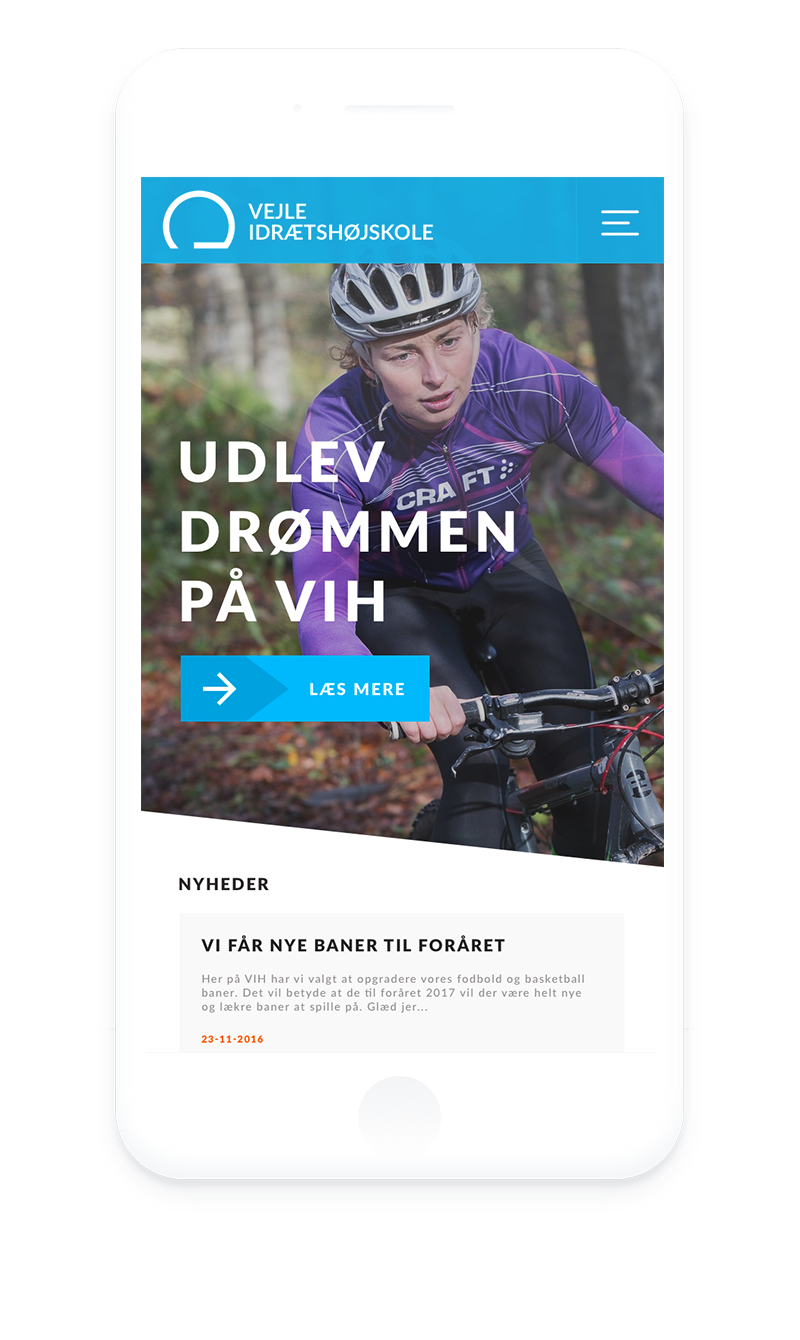 VEJLE
IDRÆTSHØJSKOLE
CRAFT
UDLEV
DRØMMEN
PÅ VIH
LÆS MERE
NYHEDER
VI FÅR NYE BANER TIL FORÅRET
Her på VIH har vi valgt at opgradere vores fodbold og basketball
baner. Det vil betyde at de til foråret 2017 vil der være helt nye
og lækre baner at spille på. Glæd jer...
23-11-2016